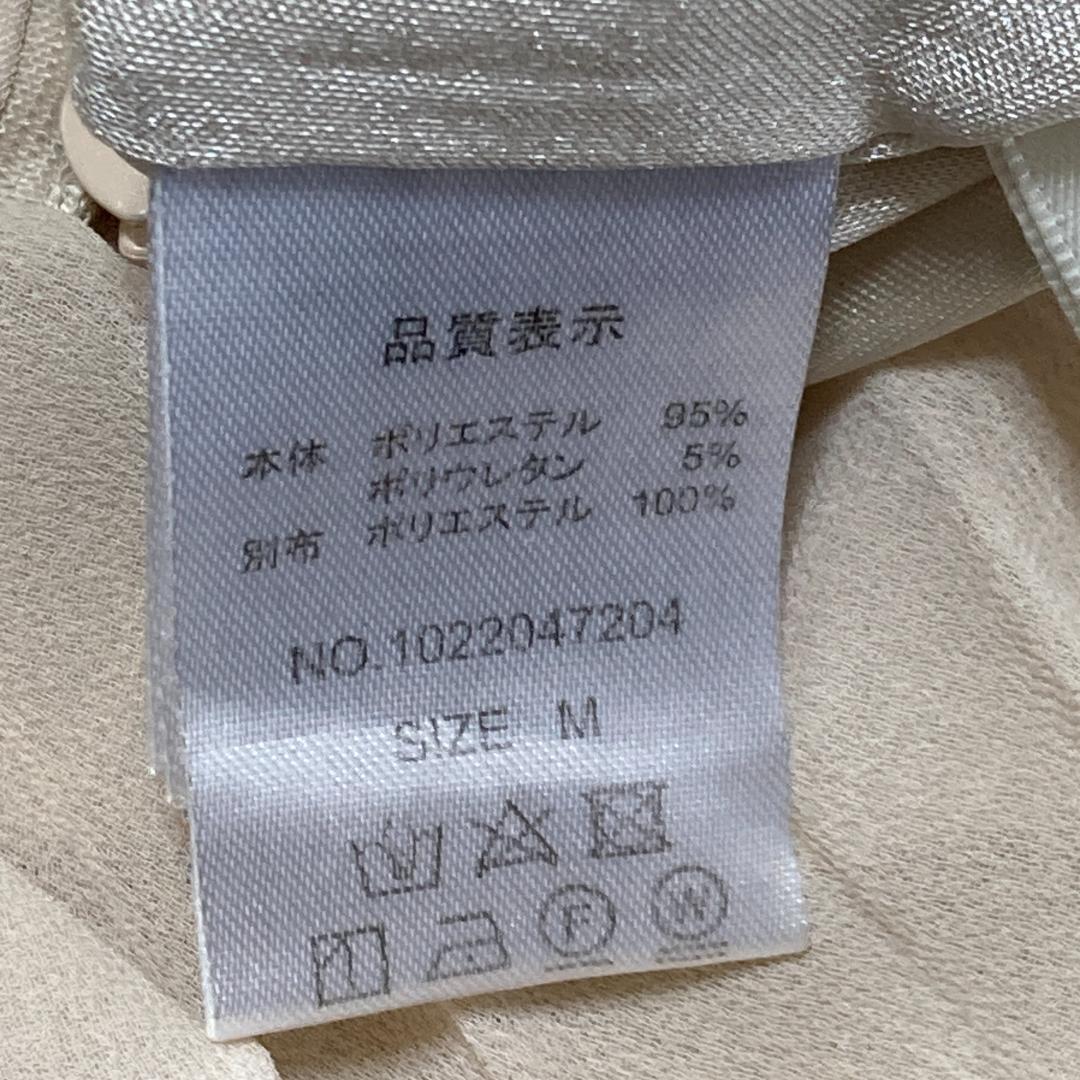 品質表示
本体 ポリエステル 95%
ポリウレタン 5%
別布 ポリエステル 100%
NO.1022047204
SIZE M
F W